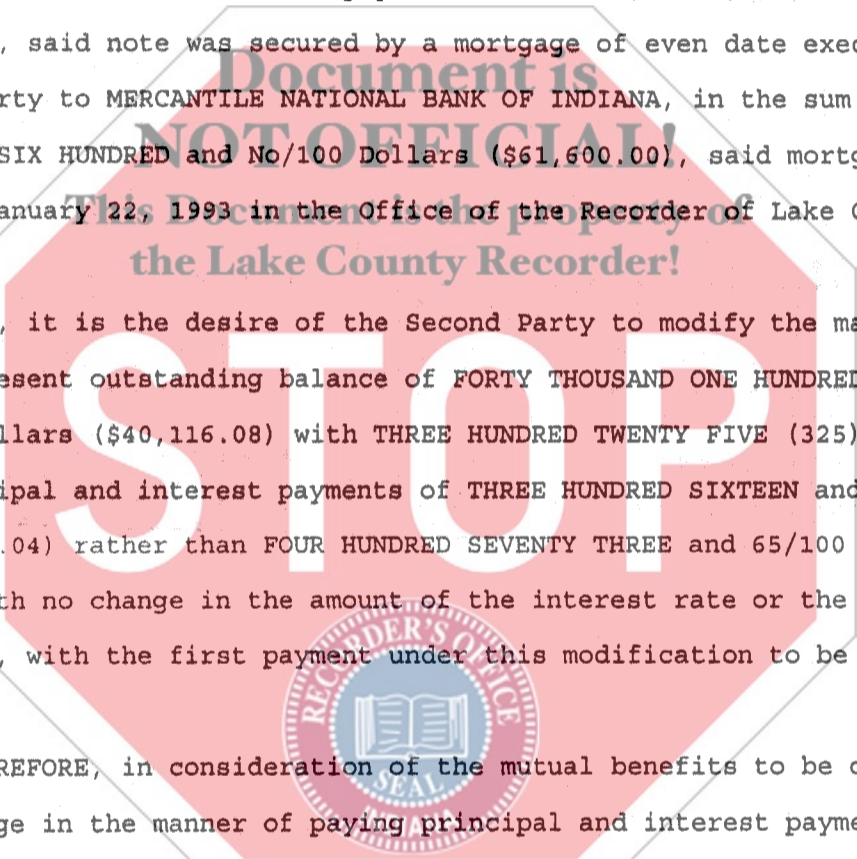 , said note was secured by a mortgage of even date exec
Document is
rty to MERCANTILE NATIONAL BANK OF INDIANA, in the sum
NOT OFFICIAL!
SIX HUNDRED and No/100 Dollars ($61,600.00), said mortg
This Document is the property of
anuary 22, 1993 in the Office of the Recorder of Lake C
the Lake County Recorder!
, it is the desire of the Second Party to modify the ma
STOP
esent outstanding balance of FORTY THOUSAND ONE HUNDRED
llars ($40,116.08) with THREE HUNDRED TWENTY FIVE (325)
ipal and interest payments of THREE HUNDRED SIXTEEN and
.04) rather than FOUR HUNDRED SEVENTY THREE and 65/100
th no change in the amount of the interest rate or the
, with the first payment under this modification to be
RECORDER'S OFFICE
SEAL
REFORE, in consideration of the mutual benefits to be d
ge in the manner of paying principal and interest payme